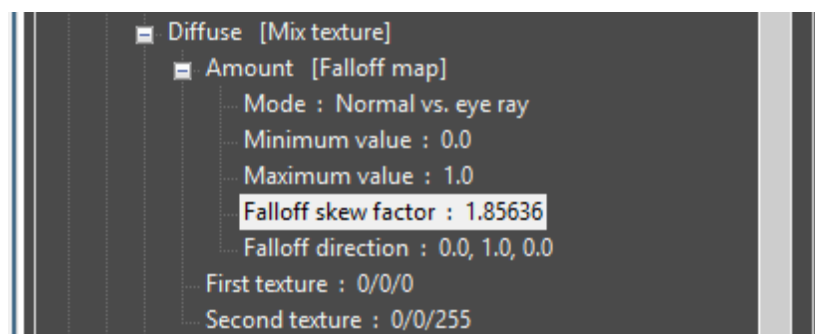 Diffuse [Mix texture]
Amount [Falloff map]
Mode : Normal vs. eye ray
Minimum value : 0.0
Maximum value : 1.0
Falloff skew factor : 1.85636
Falloff direction : 0.0, 1.0, 0.0
First texture : 0/0/0
Second texture : 0/0/255